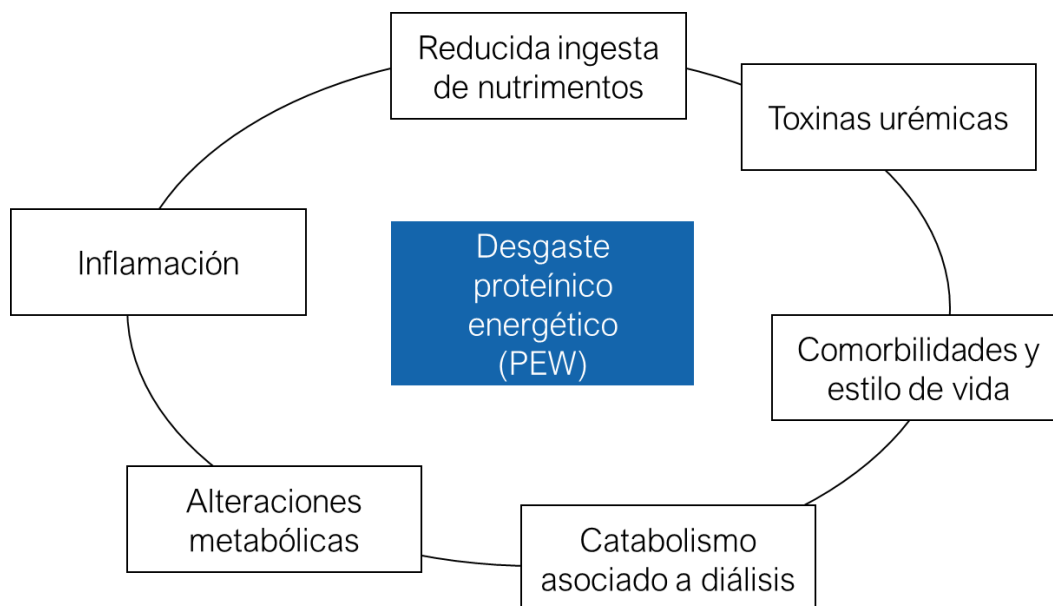 Reducida ingesta
de nutrimentos
Toxinas urémicas
Inflamación
Desgaste
proteínico
energético
(PEW)
Comorbilidades y
estilo de vida
Alteraciones
metabólicas
Catabolismo
asociado a diálisis